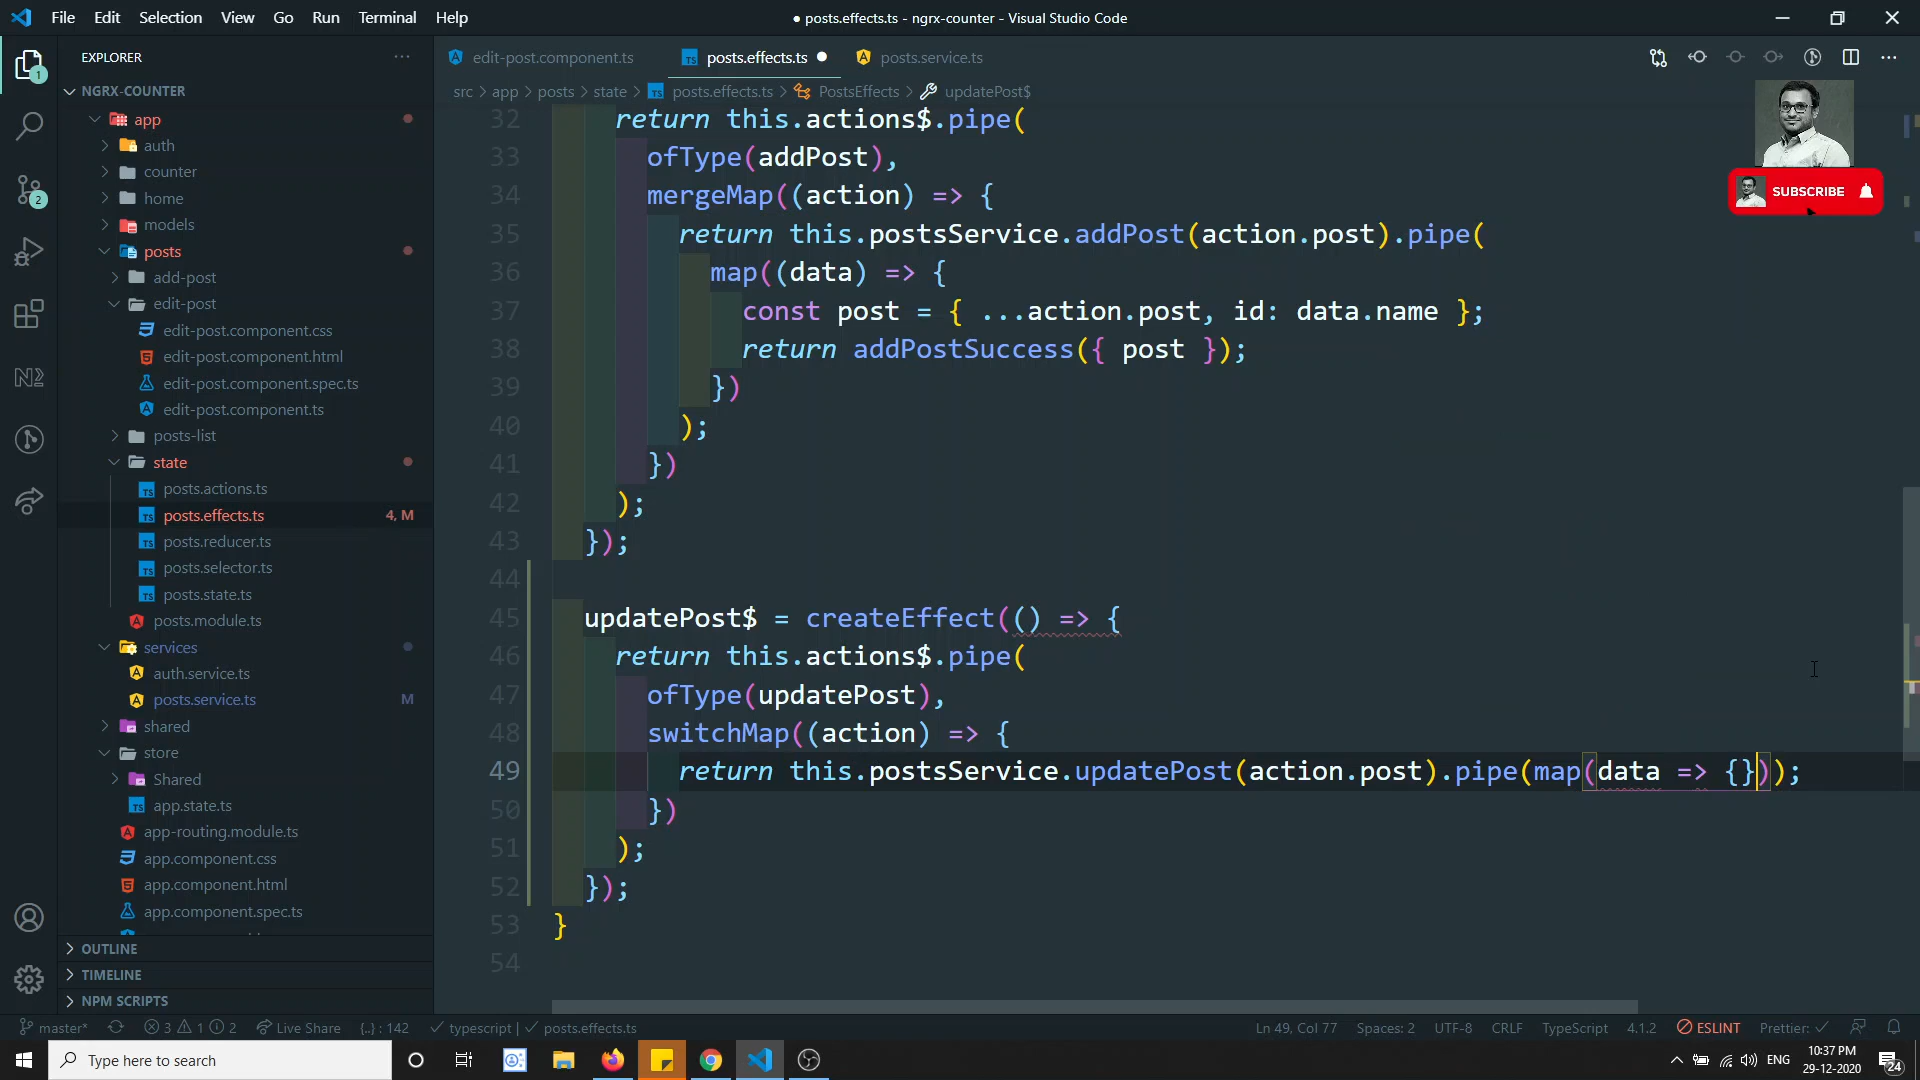 File Edit Selection View Go Run Terminal Help
● posts.effects.ts - ngrx-counter - Visual Studio Code
EXPLORER
NGRX-COUNTER
app
auth
counter
home
models
posts
add-post
edit-post
edit-post.component.css
edit-post.component.html
edit-post.component.spec.ts
edit-post.component.ts
posts-list
state
posts.actions.ts
posts.effects.ts 4, M
posts.reducer.ts
posts.selector.ts
posts.state.ts
posts.module.ts
services
auth.service.ts
posts.service.ts M
shared
store
Shared
app.state.ts
app-routing.module.ts
app.component.css
app.component.html
app.component.spec.ts
OUTLINE
TIMELINE
NPM SCRIPTS
edit-post.component.ts posts.effects.ts posts.service.ts
src > app > posts > state > posts.effects.ts > PostsEffects > updatePost$
32 return this.actions$.pipe(
33 ofType(addPost),
34 mergeMap((action) => {
35 return this.postsService.addPost(action.post).pipe(
36 map((data) => {
37 const post = { ...action.post, id: data.name };
38 return addPostSuccess({ post });
39 })
40 );
41 })
42 );
43 });
44
45 updatePost$ = createEffect(() => {
46 return this.actions$.pipe(
47 ofType(updatePost),
48 switchMap((action) => {
49 return this.postsService.updatePost(action.post).pipe(map(data => {}));
50 })
51 );
52 });
53 }
54
SUBSCRIBE
1
2
master* 3 1 2 Live Share {..} : 142 typescript | posts.effects.ts
Ln 49, Col 77 Spaces: 2 UTF-8 CRLF TypeScript 4.1.2 ESLINT Prettier: ✓
Type here to search
ENG
10:37 PM
29-12-2020
24